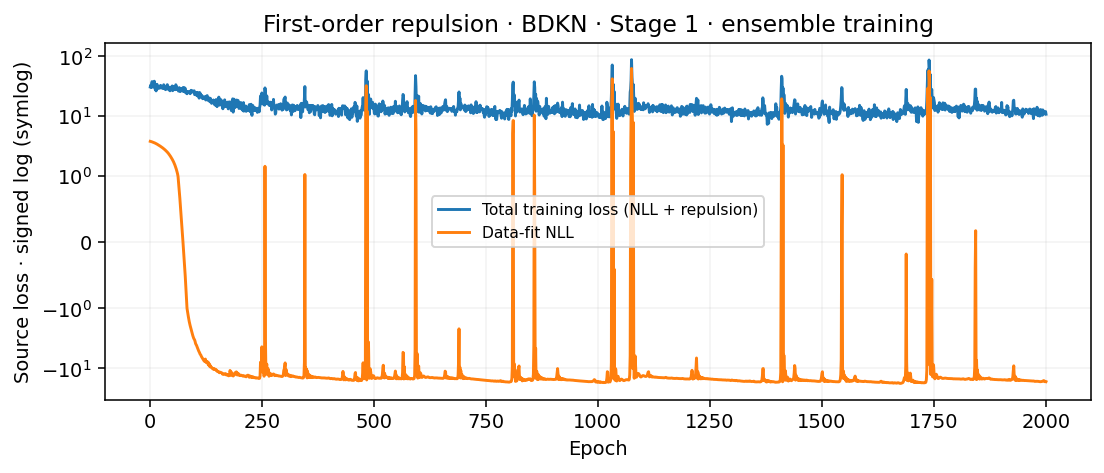 First-order repulsion · BDKN · Stage 1 · ensemble training
Source loss · signed log (symlog)
10²
10¹
10⁰
0
−10⁰
−10¹
Total training loss (NLL + repulsion)
Data-fit NLL
0 250 500 750 1000 1250 1500 1750 2000
Epoch